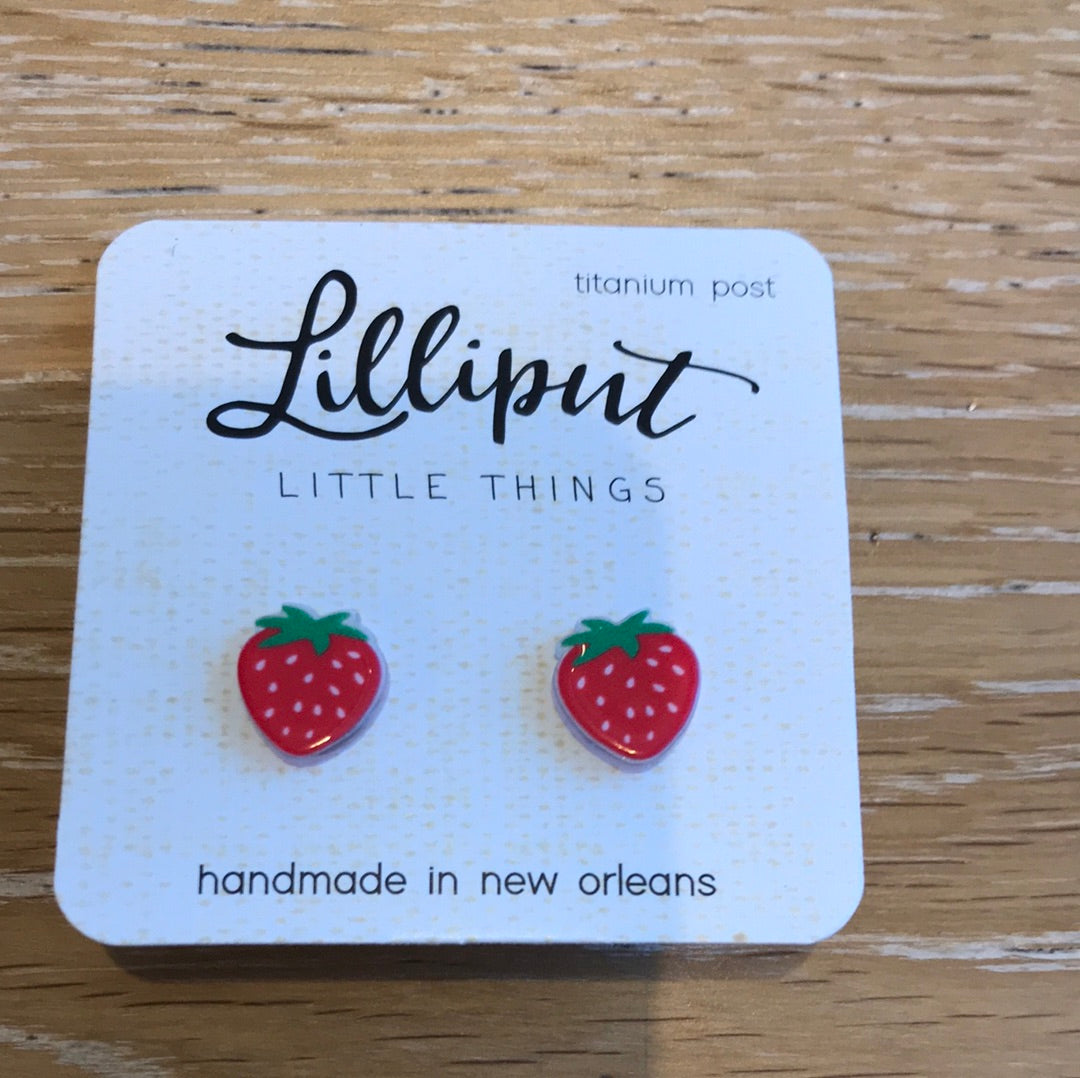 titanium post
Lilliput
LITTLE THINGS
handmade in new orleans